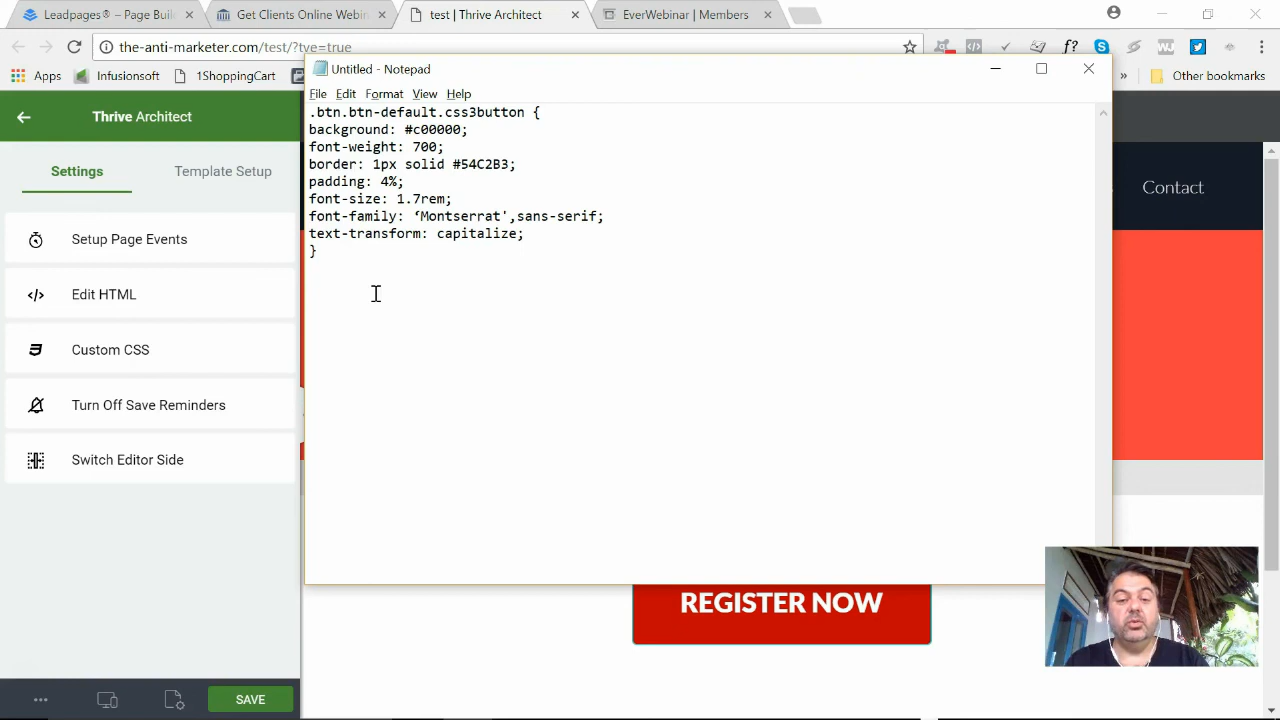 Leadpages® – Page Buil
Get Clients Online Webin
test | Thrive Architect
EverWebinar | Members
the-anti-marketer.com/test/?tve=true
f?
WJ
Apps
Infusionsoft
1ShoppingCart
»
Other bookmarks
Untitled - Notepad
File Edit Format View Help
Thrive Architect
Settings
Template Setup
Setup Page Events
Edit HTML
Custom CSS
Turn Off Save Reminders
Switch Editor Side
SAVE
.btn.btn-default.css3button {
background: #c00000;
font-weight: 700;
border: 1px solid #54C2B3;
padding: 4%;
font-size: 1.7rem;
font-family: ‘Montserrat',sans-serif;
text-transform: capitalize;
}
Contact
REGISTER NOW